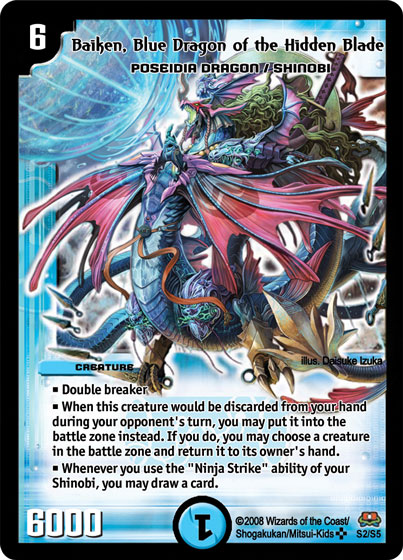 6
Baiken, Blue Dragon of the Hidden Blade
POSEIDIA DRAGON / SHINOBI
illus. Daisuke Izuka
CREATURE
▪ Double breaker
▪ When this creature would be discarded from your hand
during your opponent's turn, you may put it into the
battle zone instead. If you do, you may choose a creature
in the battle zone and return it to its owner's hand.
▪ Whenever you use the "Ninja Strike" ability of your
Shinobi, you may draw a card.
6000
1
©2008 Wizards of the Coast/
Shogakukan/Mitsui-Kids S2/S5